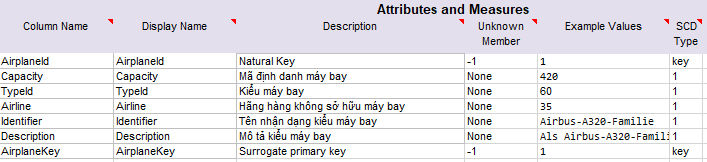 Attributes and Measures
Column Name Display Name Description Unknown Member Example Values SCD Type
AirplaneId AirplaneId Natural Key -1 1 key
Capacity Capacity Mã định danh máy bay None 420 1
TypeId TypeId Kiểu máy bay None 60 1
Airline Airline Hãng hàng không sở hữu máy bay None 35 1
Identifier Identifier Tên nhận dạng kiểu máy bay None Airbus-A320-Familie 1
Description Description Mô tả kiểu máy bay None Als Airbus-A320-Famili 1
AirplaneKey AirplaneKey Surrogate primary key -1 1 key